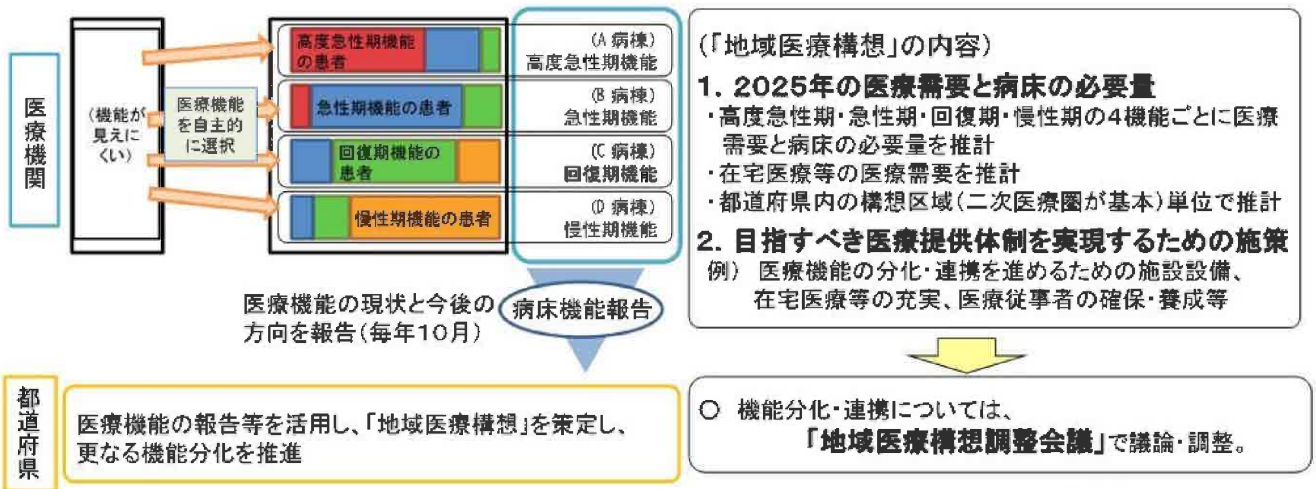 医療機関
(機能が
見えに
くい)
医療機能
を自主的
に選択
高度急性期機能
の患者
急性期機能の患者
回復期機能の
患者
慢性期機能の患者
(A 病棟)
高度急性期機能
(B 病棟)
急性期機能
(C 病棟)
回復期機能
(D 病棟)
慢性期機能
医療機能の現状と今後の
方向を報告(毎年10月)
病床機能報告
都道府県
医療機能の報告等を活用し、「地域医療構想」を策定し、
更なる機能分化を推進
(「地域医療構想」の内容)
1. 2025年の医療需要と病床の必要量
・高度急性期・急性期・回復期・慢性期の4機能ごとに医療
需要と病床の必要量を推計
・在宅医療等の医療需要を推計
・都道府県内の構想区域(二次医療圏が基本)単位で推計
2. 目指すべき医療提供体制を実現するための施策
例) 医療機能の分化・連携を進めるための施設設備、
在宅医療等の充実、医療従事者の確保・養成等
○ 機能分化・連携については、
「地域医療構想調整会議」で議論・調整。